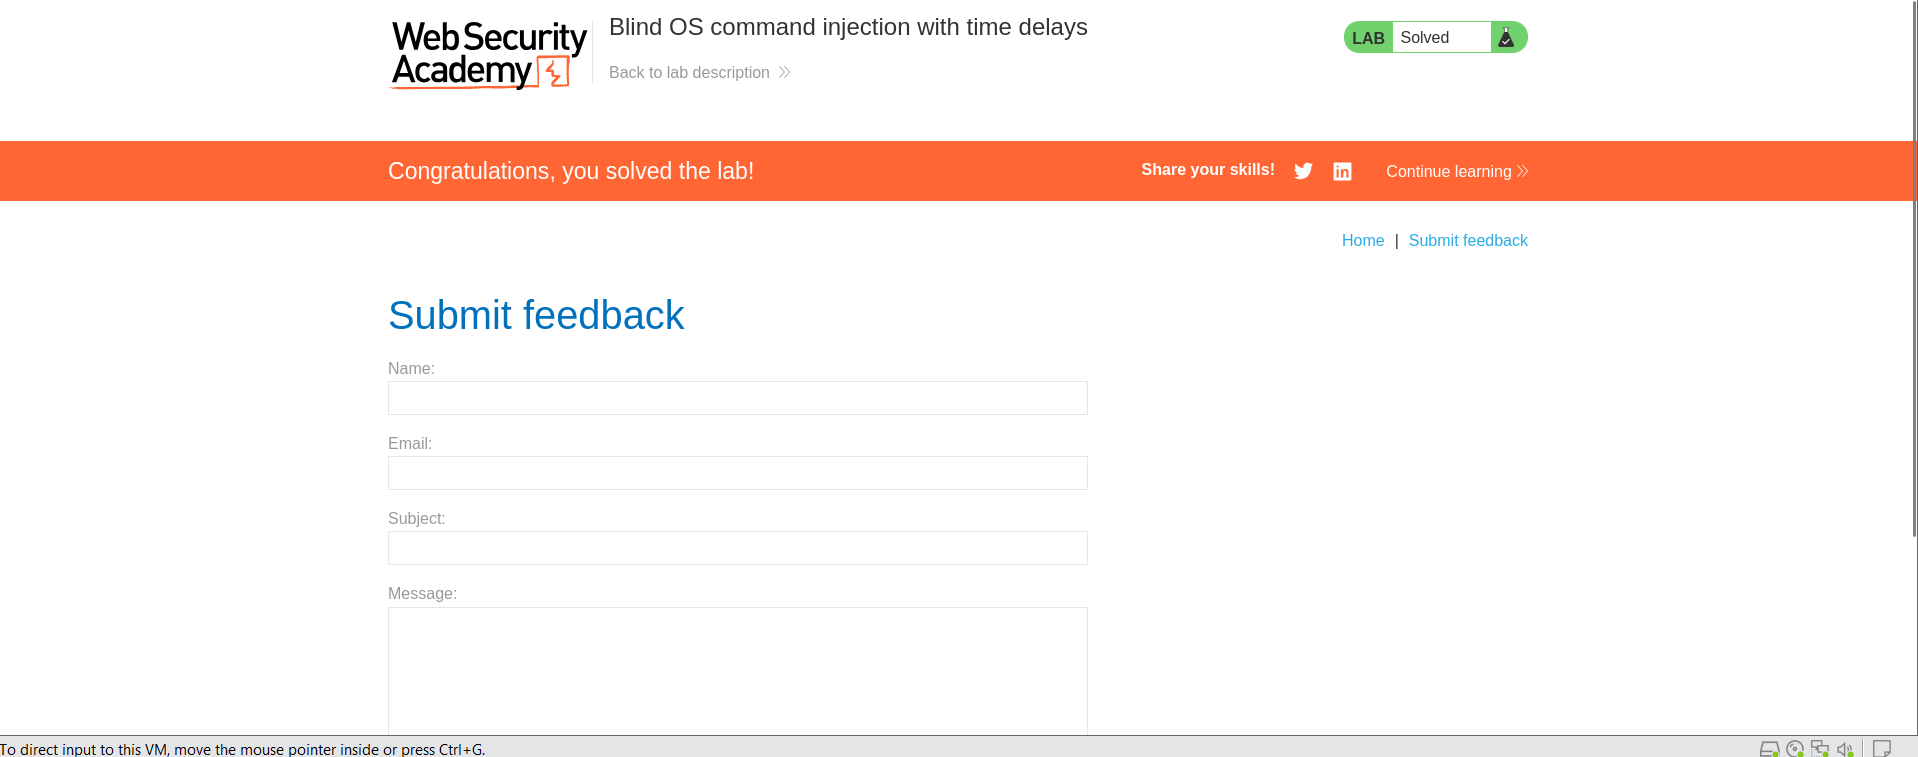 Web Security
Academy
Blind OS command injection with time delays
Back to lab description
LAB Solved
Congratulations, you solved the lab!
Share your skills!
in
Continue learning
Home | Submit feedback
Submit feedback
Name:
Email:
Subject:
Message:
To direct input to this VM, move the mouse pointer inside or press Ctrl+G.